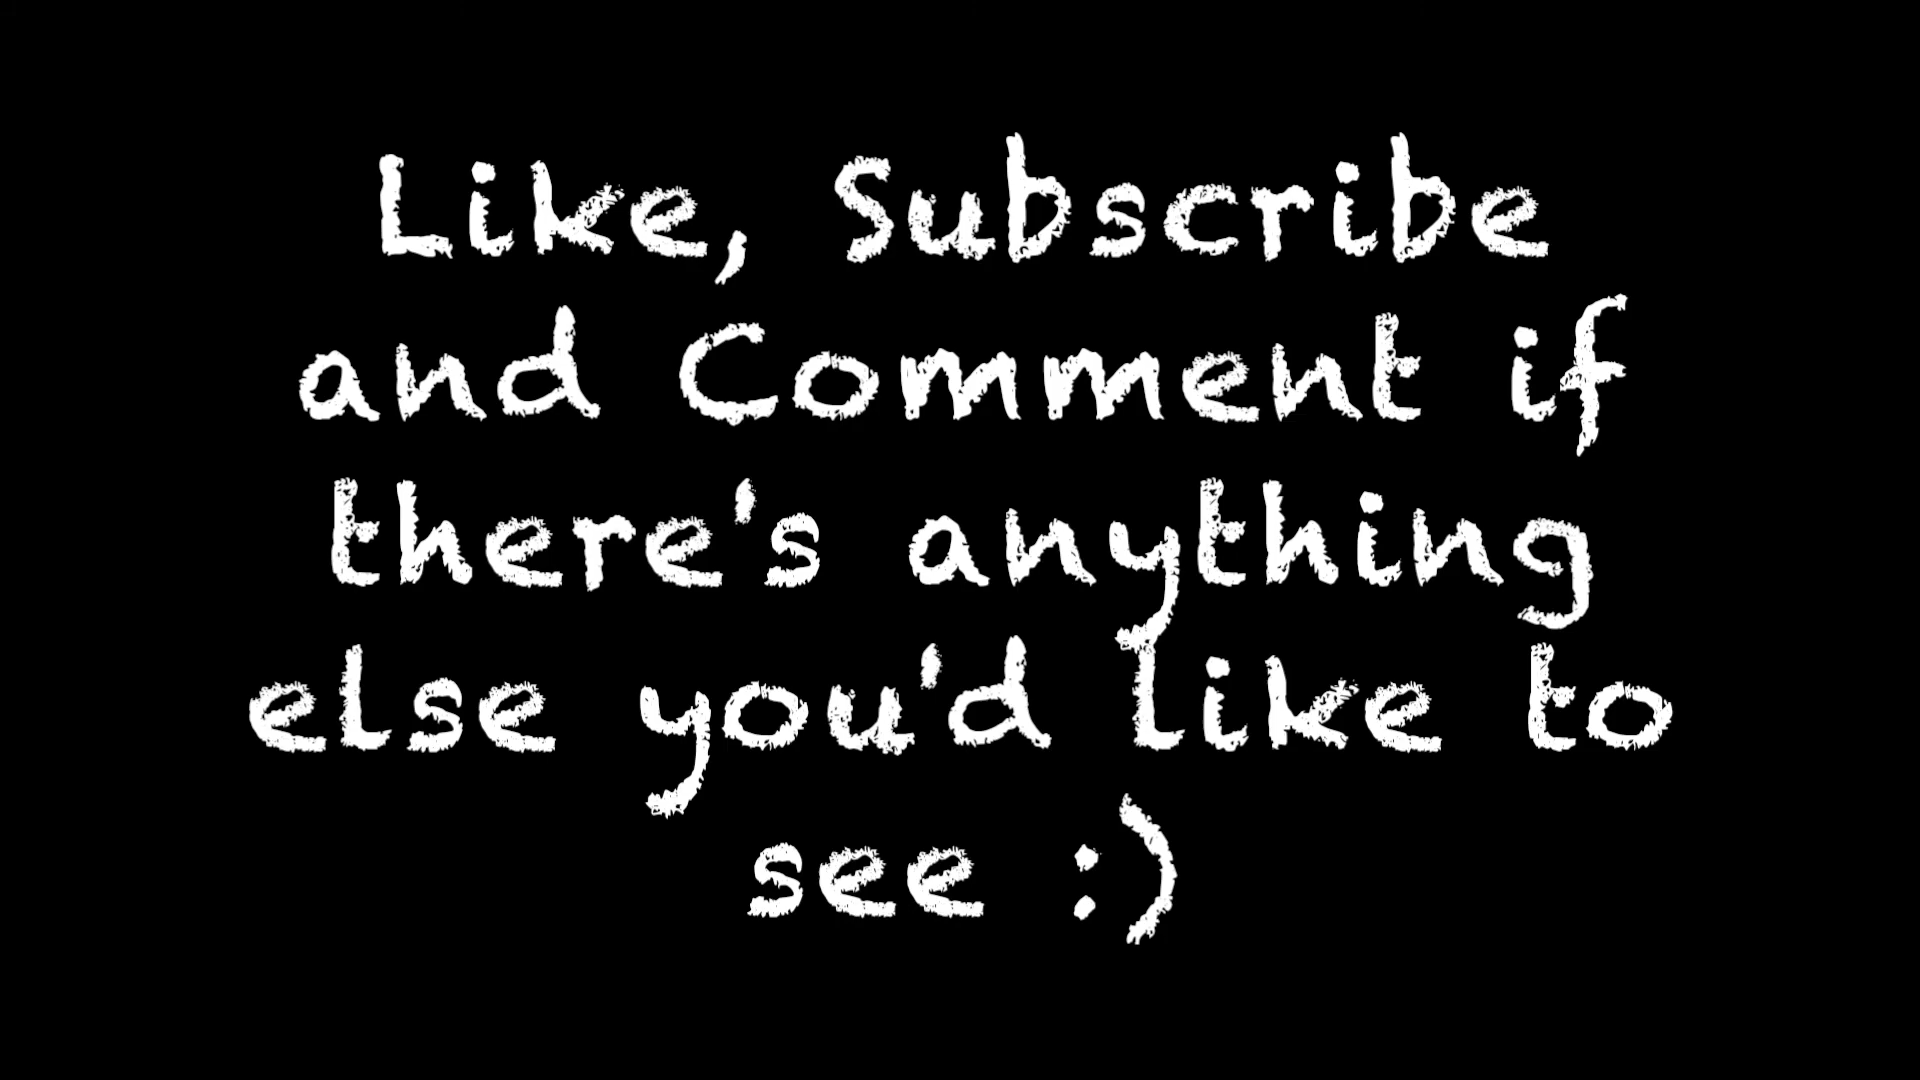 Like, Subscribe
and Comment if
there's anything
else you'd like to
see :)